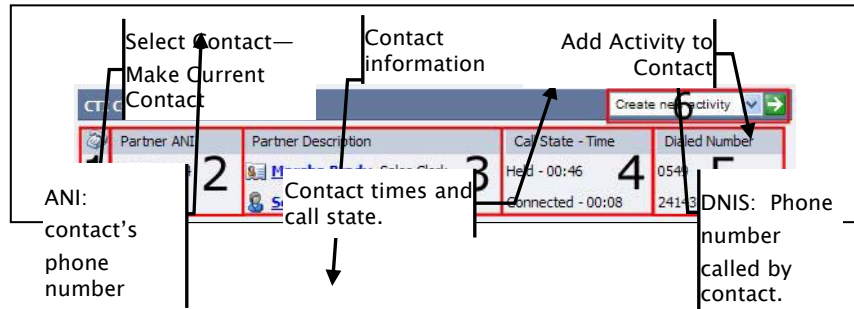 Select Contact—
Make Current
Contact
Contact
information
Add Activity to
Contact
Create new activity
6
Partner ANI
Partner Description
Call State - Time
Dialed Number
2
3
Held - 00:46
4
0549
Connected - 00:08
24143
ANI:
contact's
phone
number
Contact times and
call state.
DNIS: Phone
number
called by
contact.